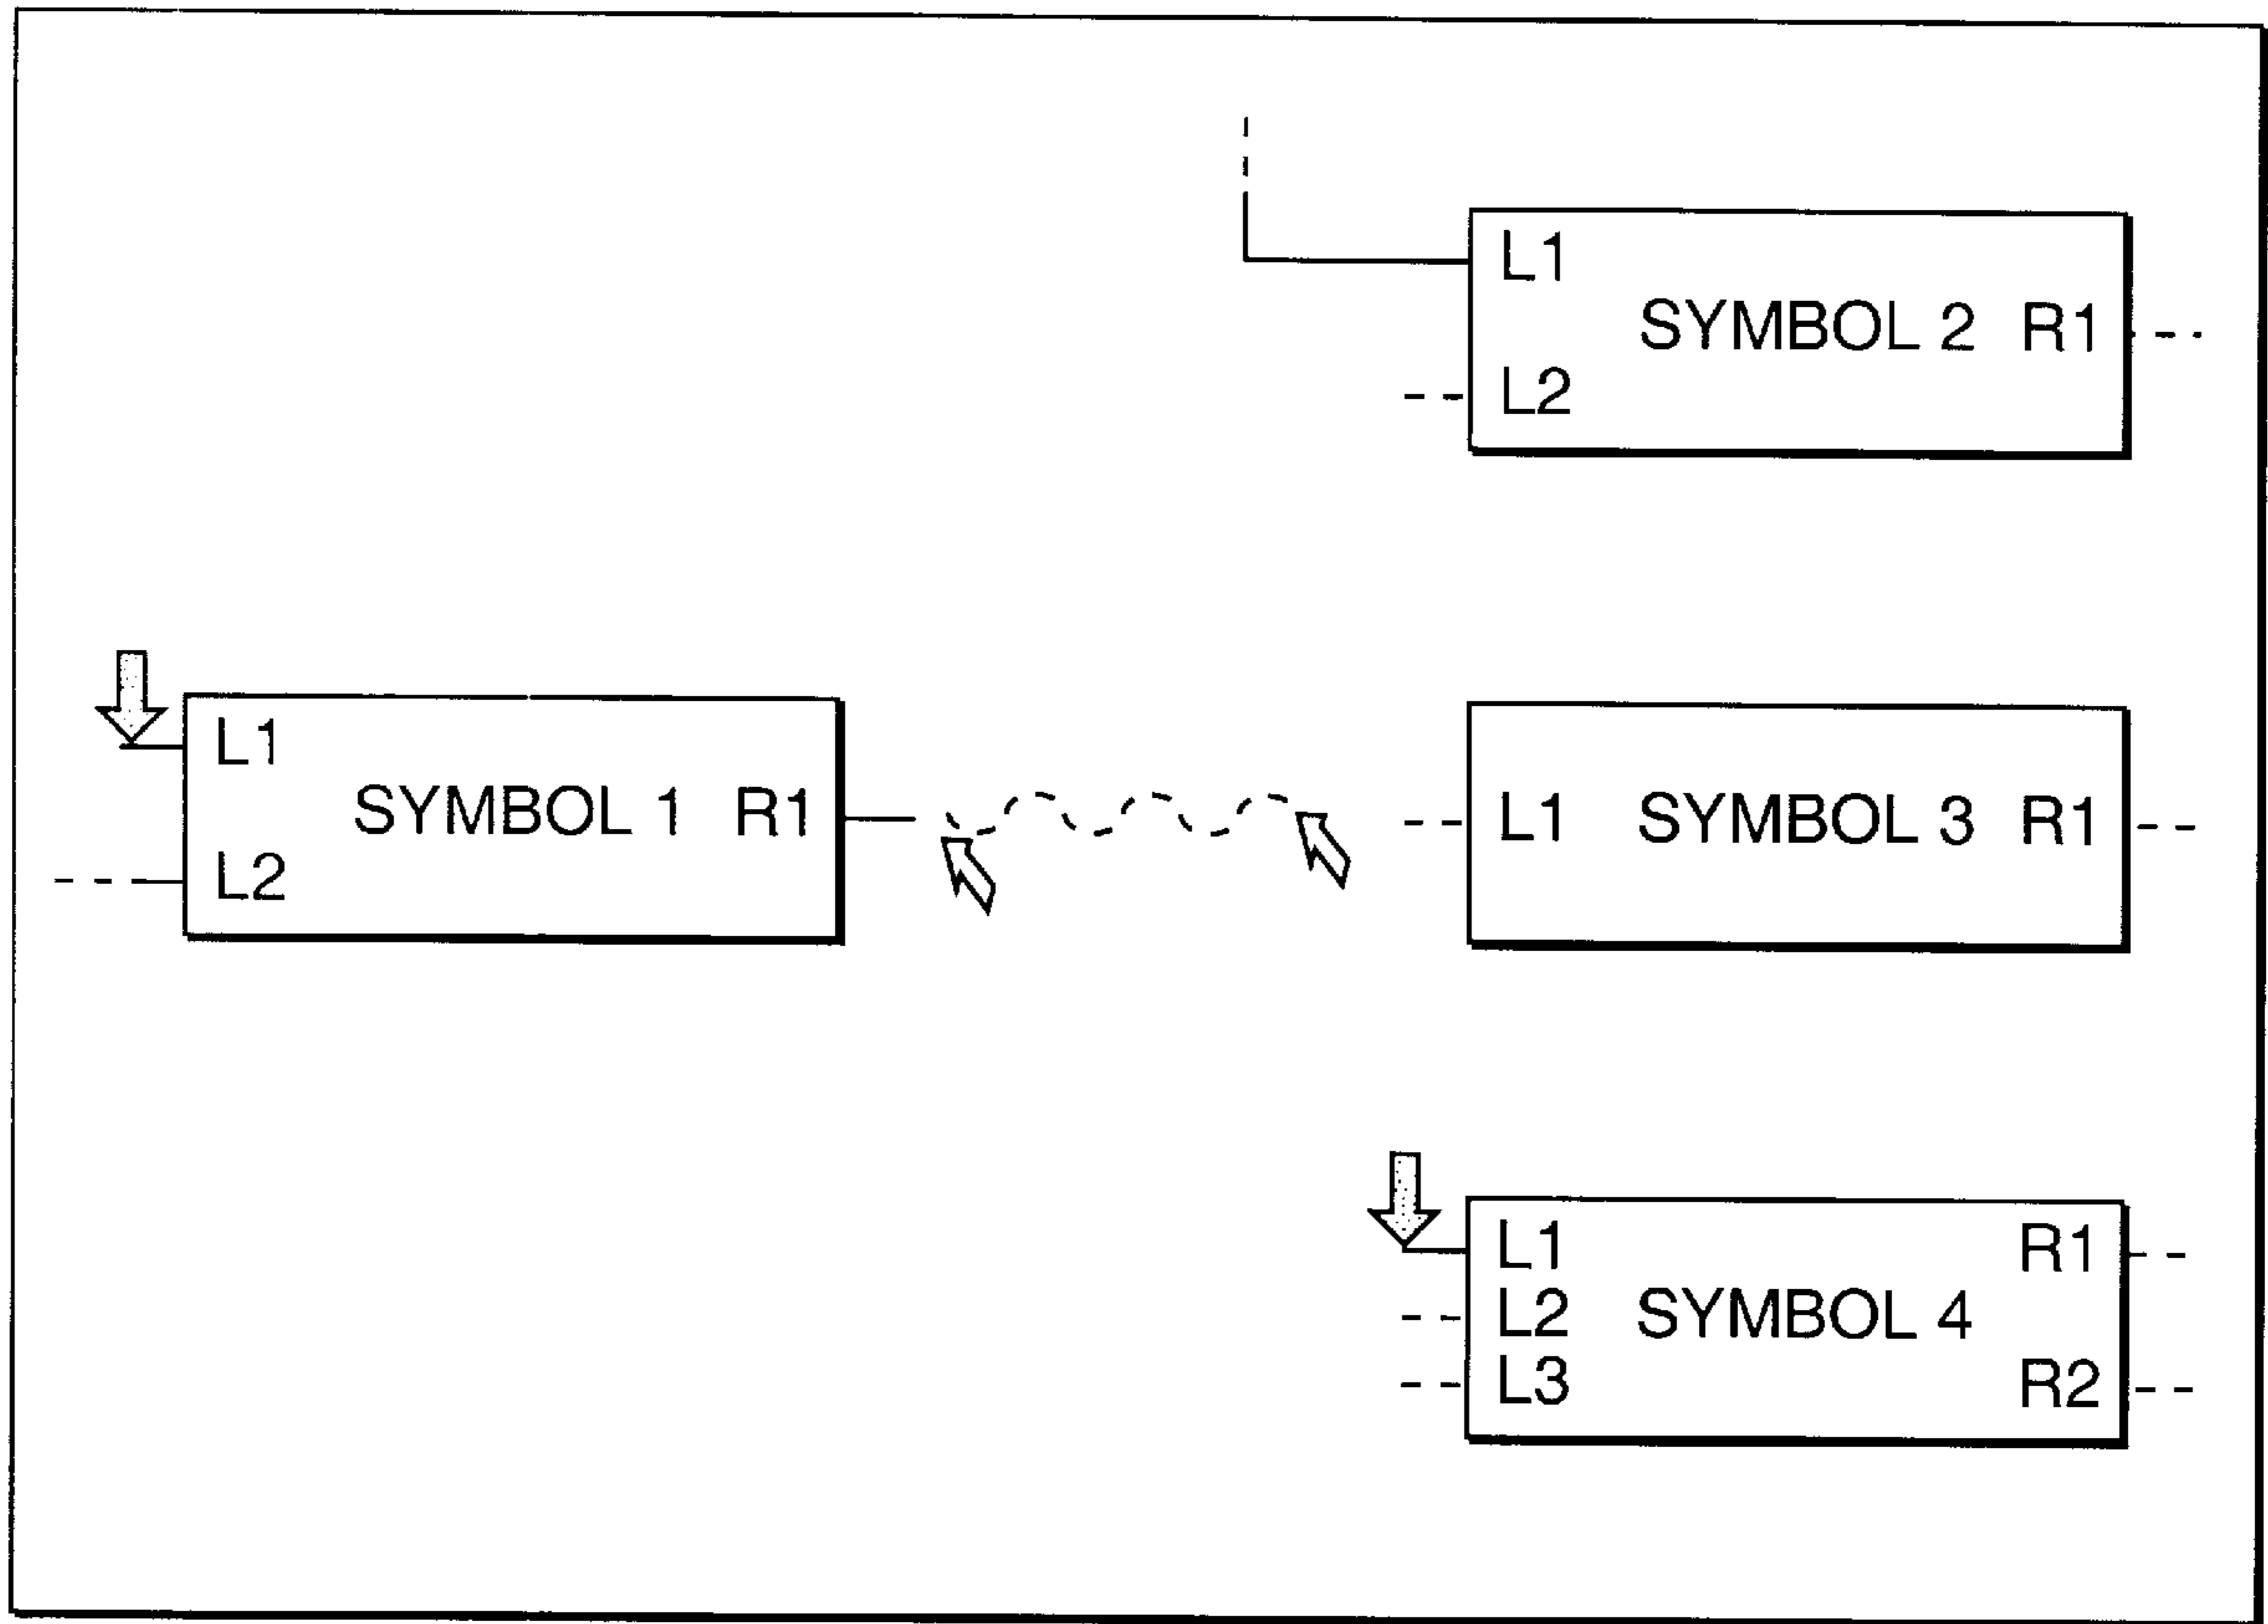 L1
SYMBOL 2 R1
L2
L1
SYMBOL 1 R1
L2
L1 SYMBOL 3 R1
L1 R1
L2 SYMBOL 4
L3 R2